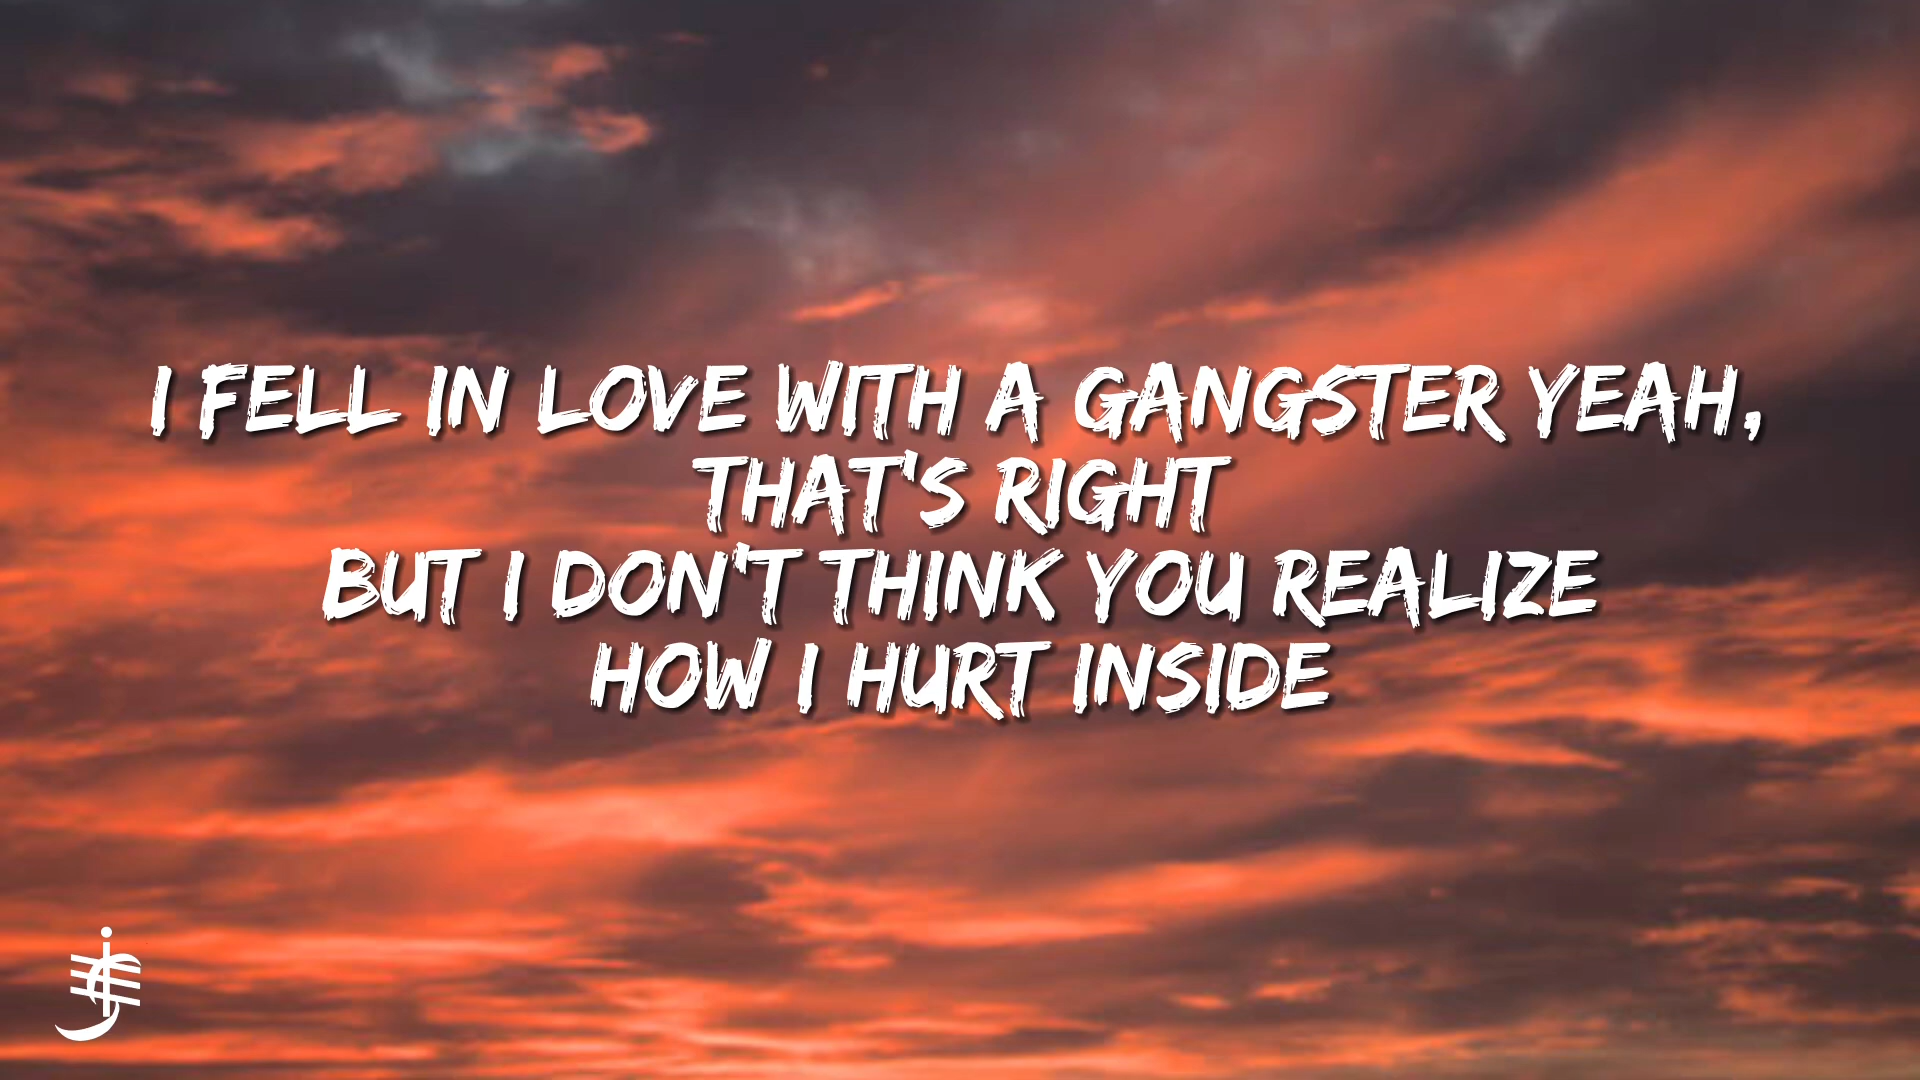 I FELL IN LOVE WITH A GANGSTER YEAH,
THAT'S RIGHT
BUT I DON'T THINK YOU REALIZE
HOW I HURT INSIDE